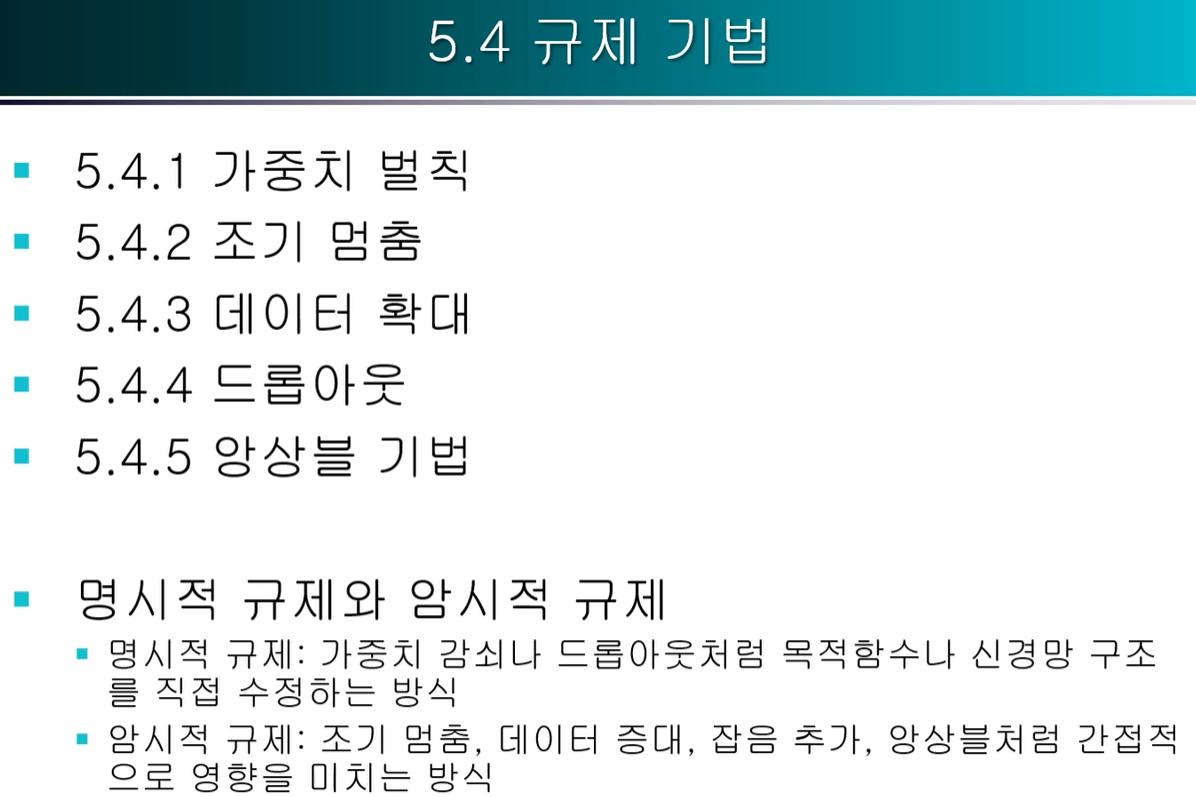 5.4 규제 기법
5.4.1 가중치 벌칙
5.4.2 조기 멈춤
5.4.3 데이터 확대
5.4.4 드롭아웃
5.4.5 앙상블 기법
명시적 규제와 암시적 규제
명시적 규제: 가중치 감쇠나 드롭아웃처럼 목적함수나 신경망 구조
를 직접 수정하는 방식
암시적 규제: 조기 멈춤, 데이터 증대, 잡음 추가, 앙상블처럼 간접적
으로 영향을 미치는 방식